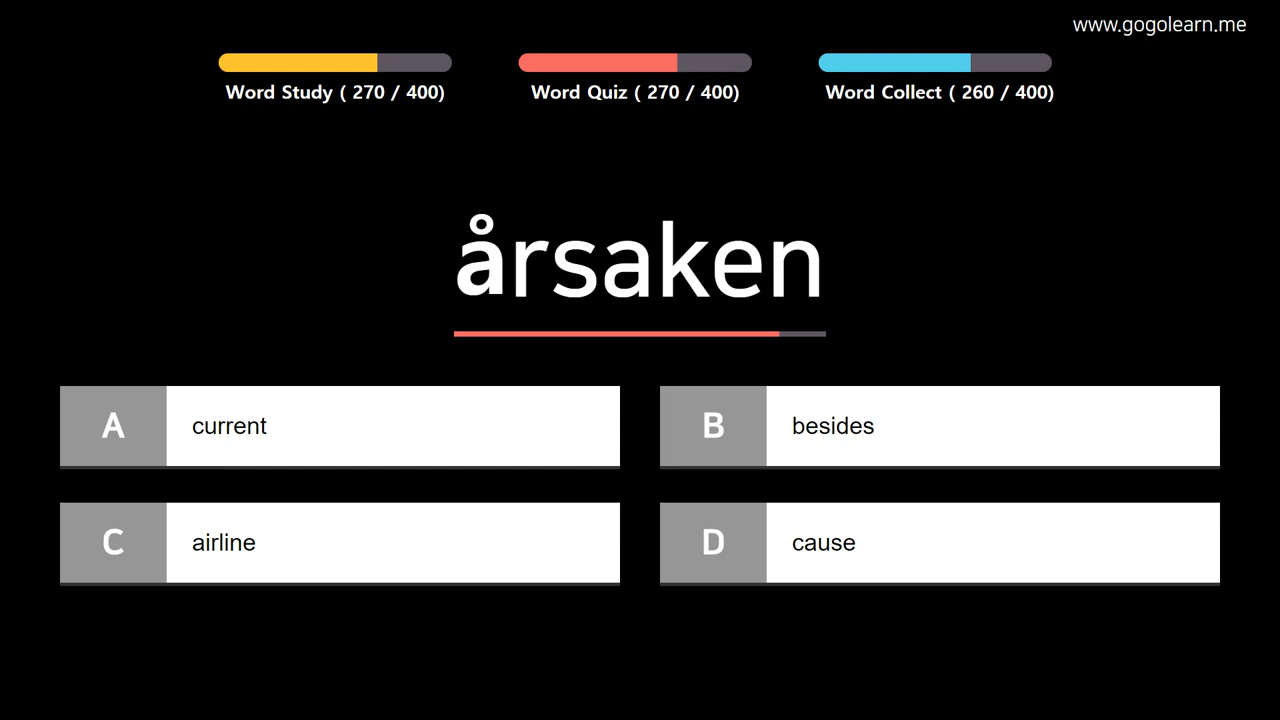 www.gogolearn.me
Word Study ( 270 / 400)
Word Quiz ( 270 / 400)
Word Collect ( 260 / 400)
årsaken
A
current
B
besides
C
airline
D
cause